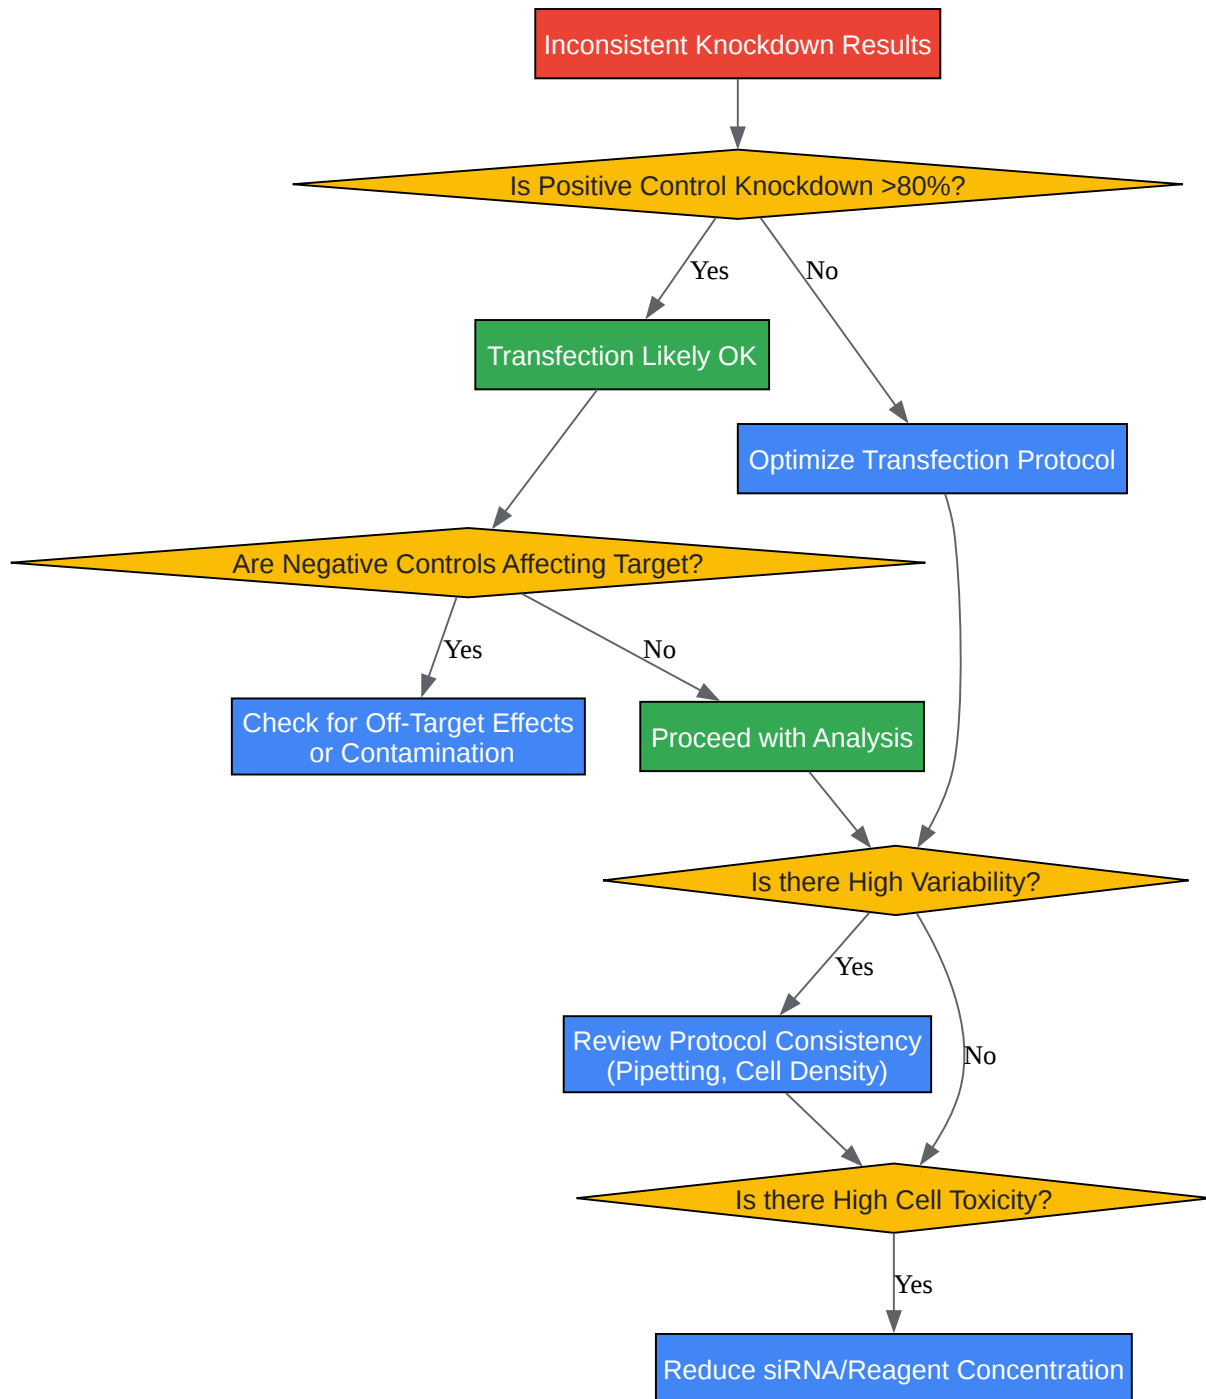 Inconsistent Knockdown Results
Is Positive Control Knockdown >80%?
Yes
No
Transfection Likely OK
Optimize Transfection Protocol
Are Negative Controls Affecting Target?
Yes
No
Check for Off-Target Effects
or Contamination
Proceed with Analysis
Is there High Variability?
Yes
Review Protocol Consistency
(Pipetting, Cell Density)
No
Is there High Cell Toxicity?
Yes
Reduce siRNA/Reagent Concentration